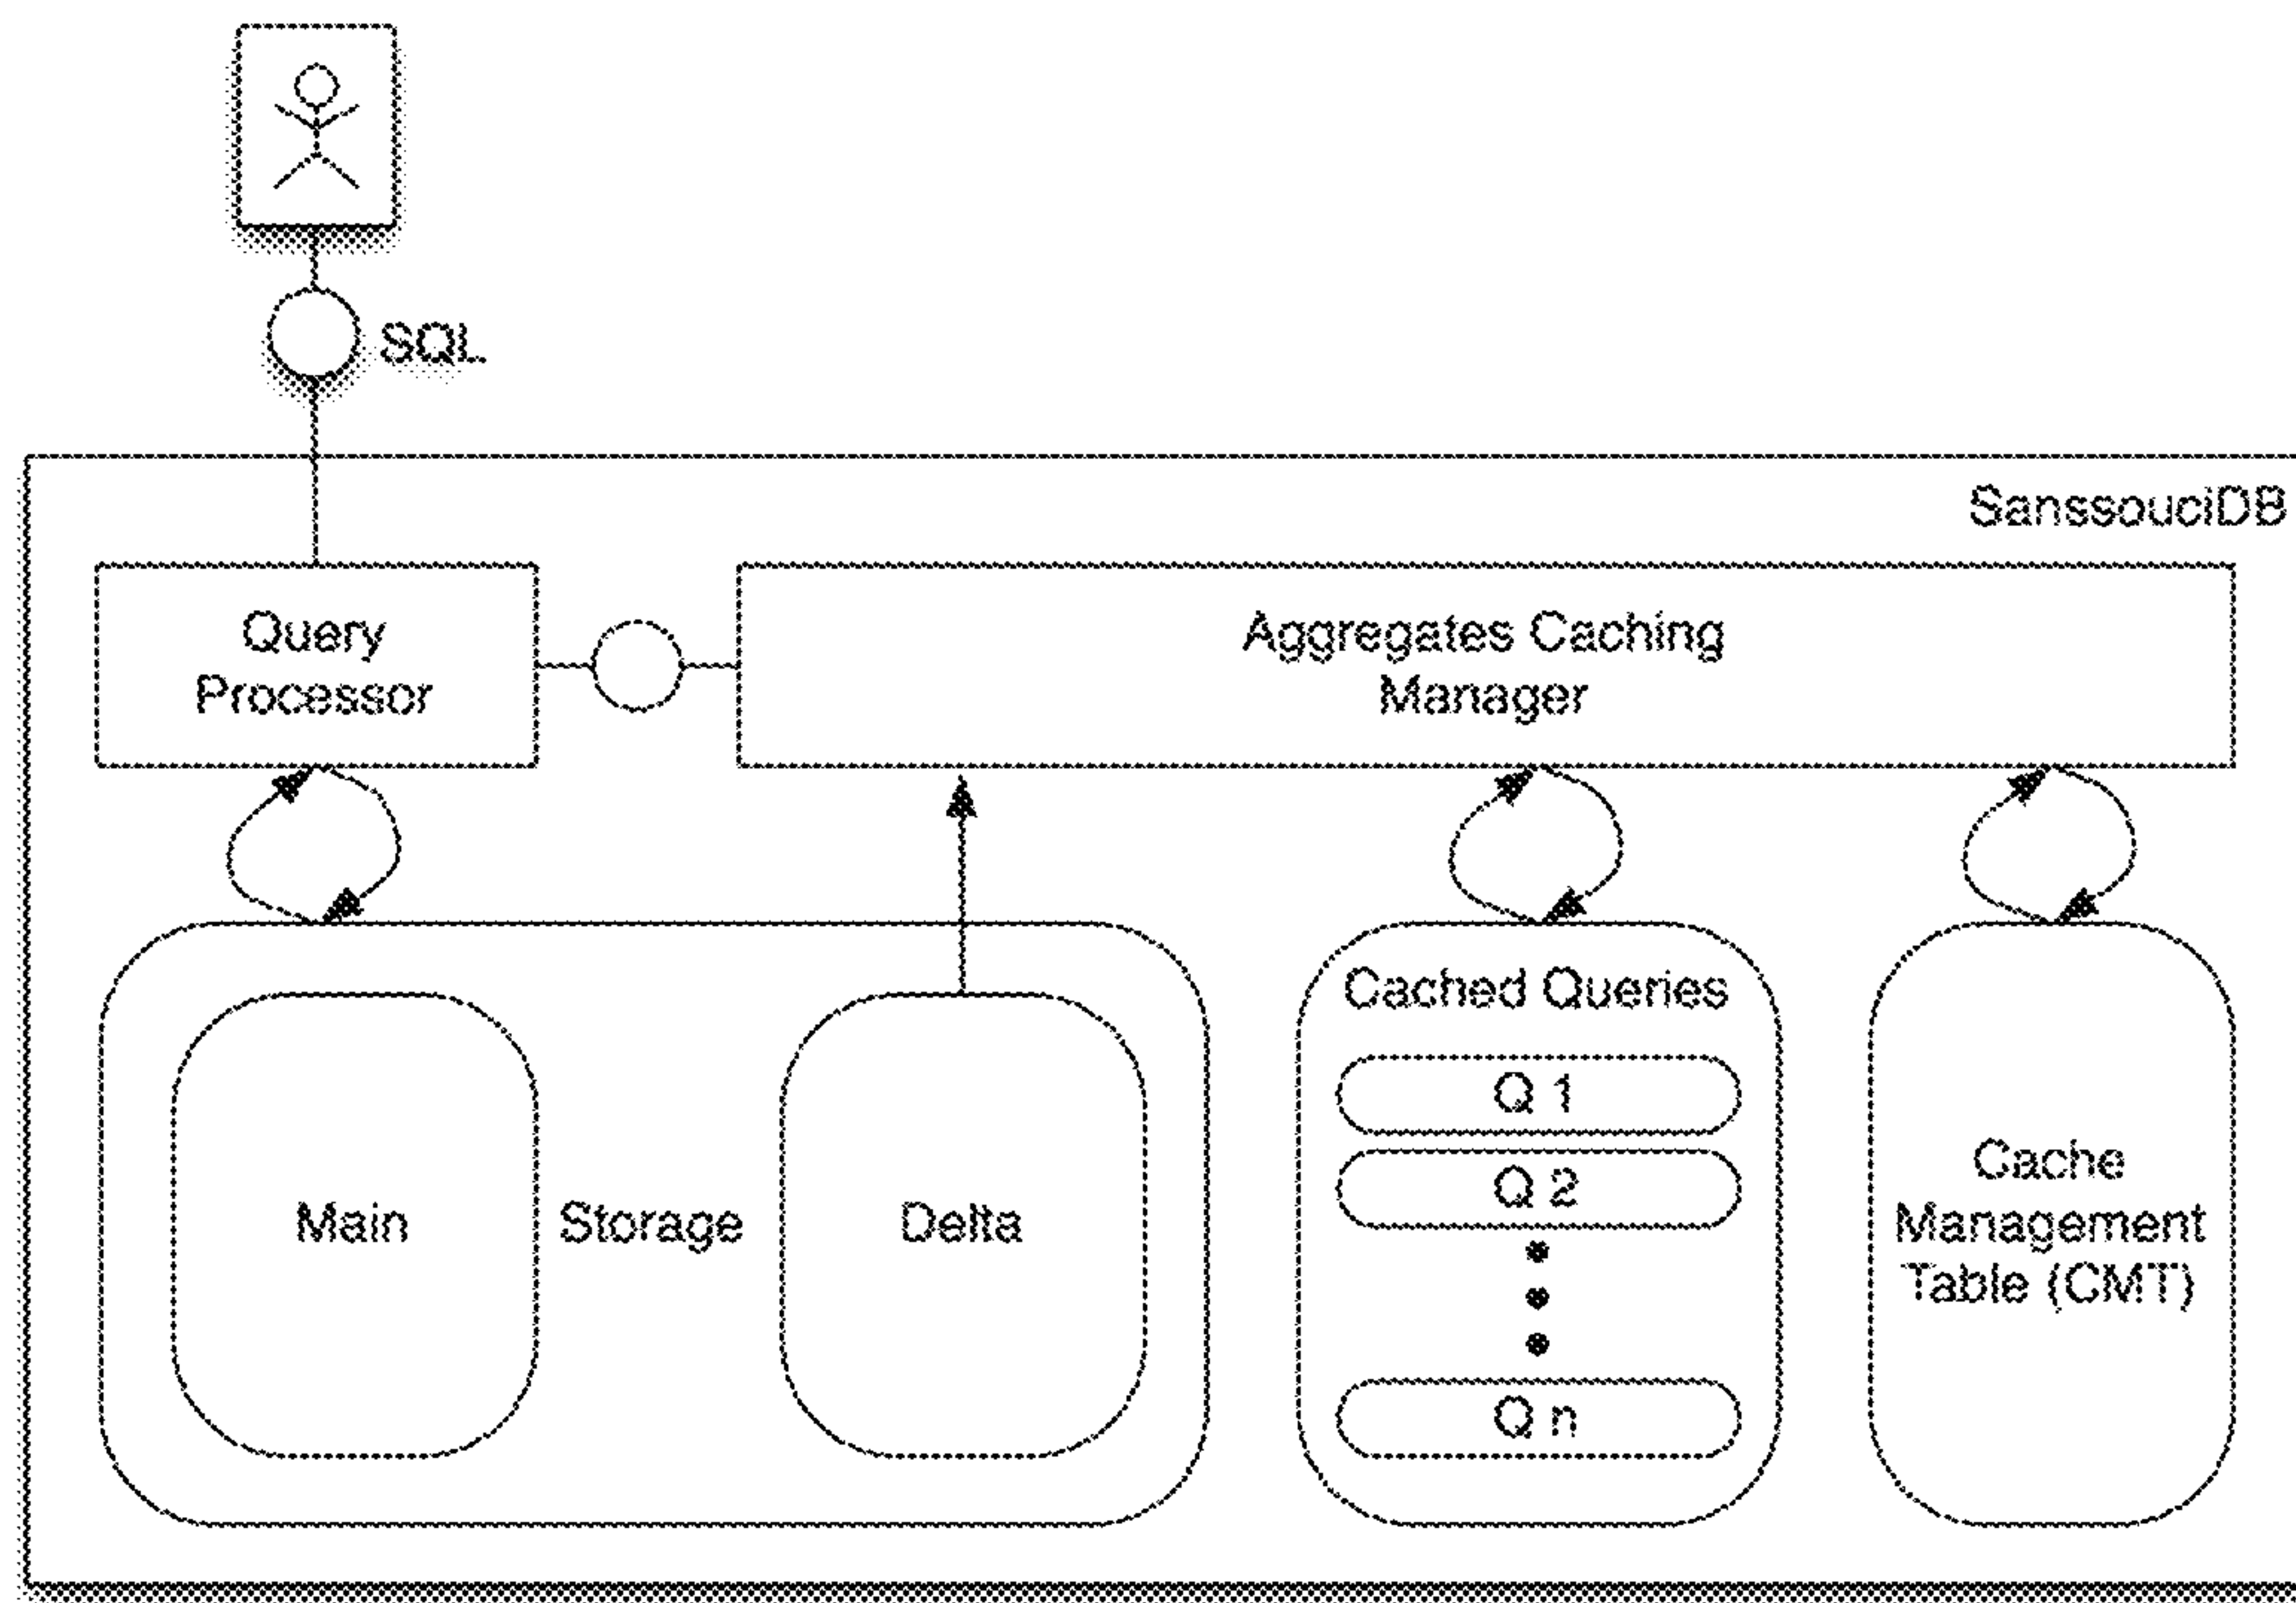 SQL
SanssouciDB
Query
Processor
Aggregates Caching
Manager
Main
Storage
Delta
Cached Queries
Q 1
Q 2
Q n
Cache
Management
Table (CMT)